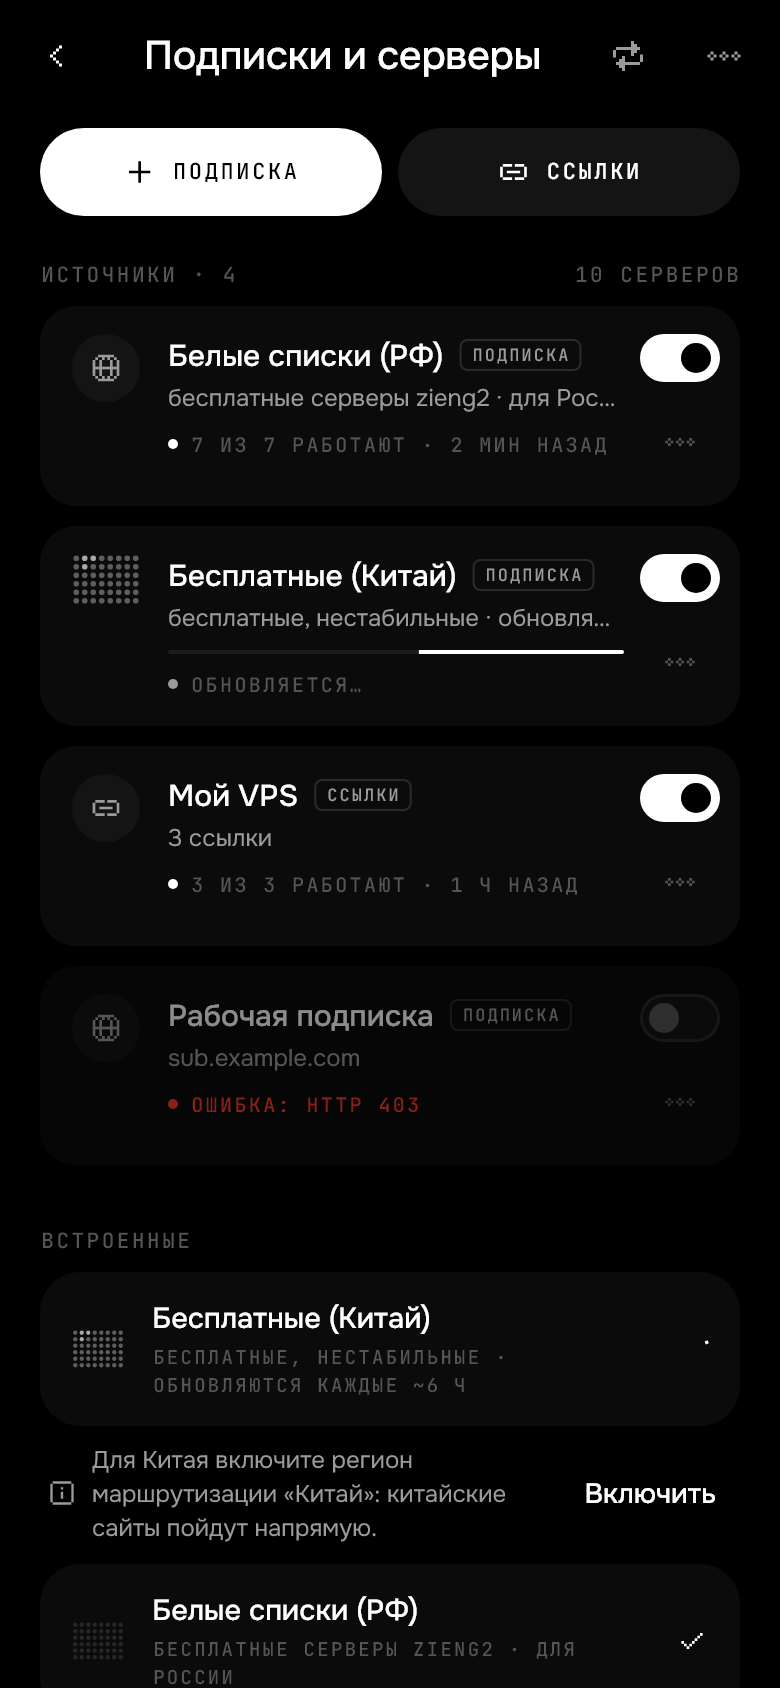 Подписки и серверы
ПОДПИСКА
ССЫЛКИ
ИСТОЧНИКИ · 4
10 СЕРВЕРОВ
Белые списки (РФ) ПОДПИСКА
бесплатные серверы zieng2 · для Рос...
7 ИЗ 7 РАБОТАЮТ · 2 МИН НАЗАД
Бесплатные (Китай) ПОДПИСКА
бесплатные, нестабильные · обновля...
ОБНОВЛЯЕТСЯ…
Мой VPS ССЫЛКИ
3 ссылки
3 ИЗ 3 РАБОТАЮТ · 1 Ч НАЗАД
Рабочая подписка ПОДПИСКА
sub.example.com
ОШИБКА: HTTP 403
ВСТРОЕННЫЕ
Бесплатные (Китай)
БЕСПЛАТНЫЕ, НЕСТАБИЛЬНЫЕ ·
ОБНОВЛЯЮТСЯ КАЖДЫЕ ~6 Ч
Для Китая включите регион
маршрутизации «Китай»: китайские
сайты пойдут напрямую.
Включить
Белые списки (РФ)
БЕСПЛАТНЫЕ СЕРВЕРЫ ZIENG2 · ДЛЯ
РОССИИ